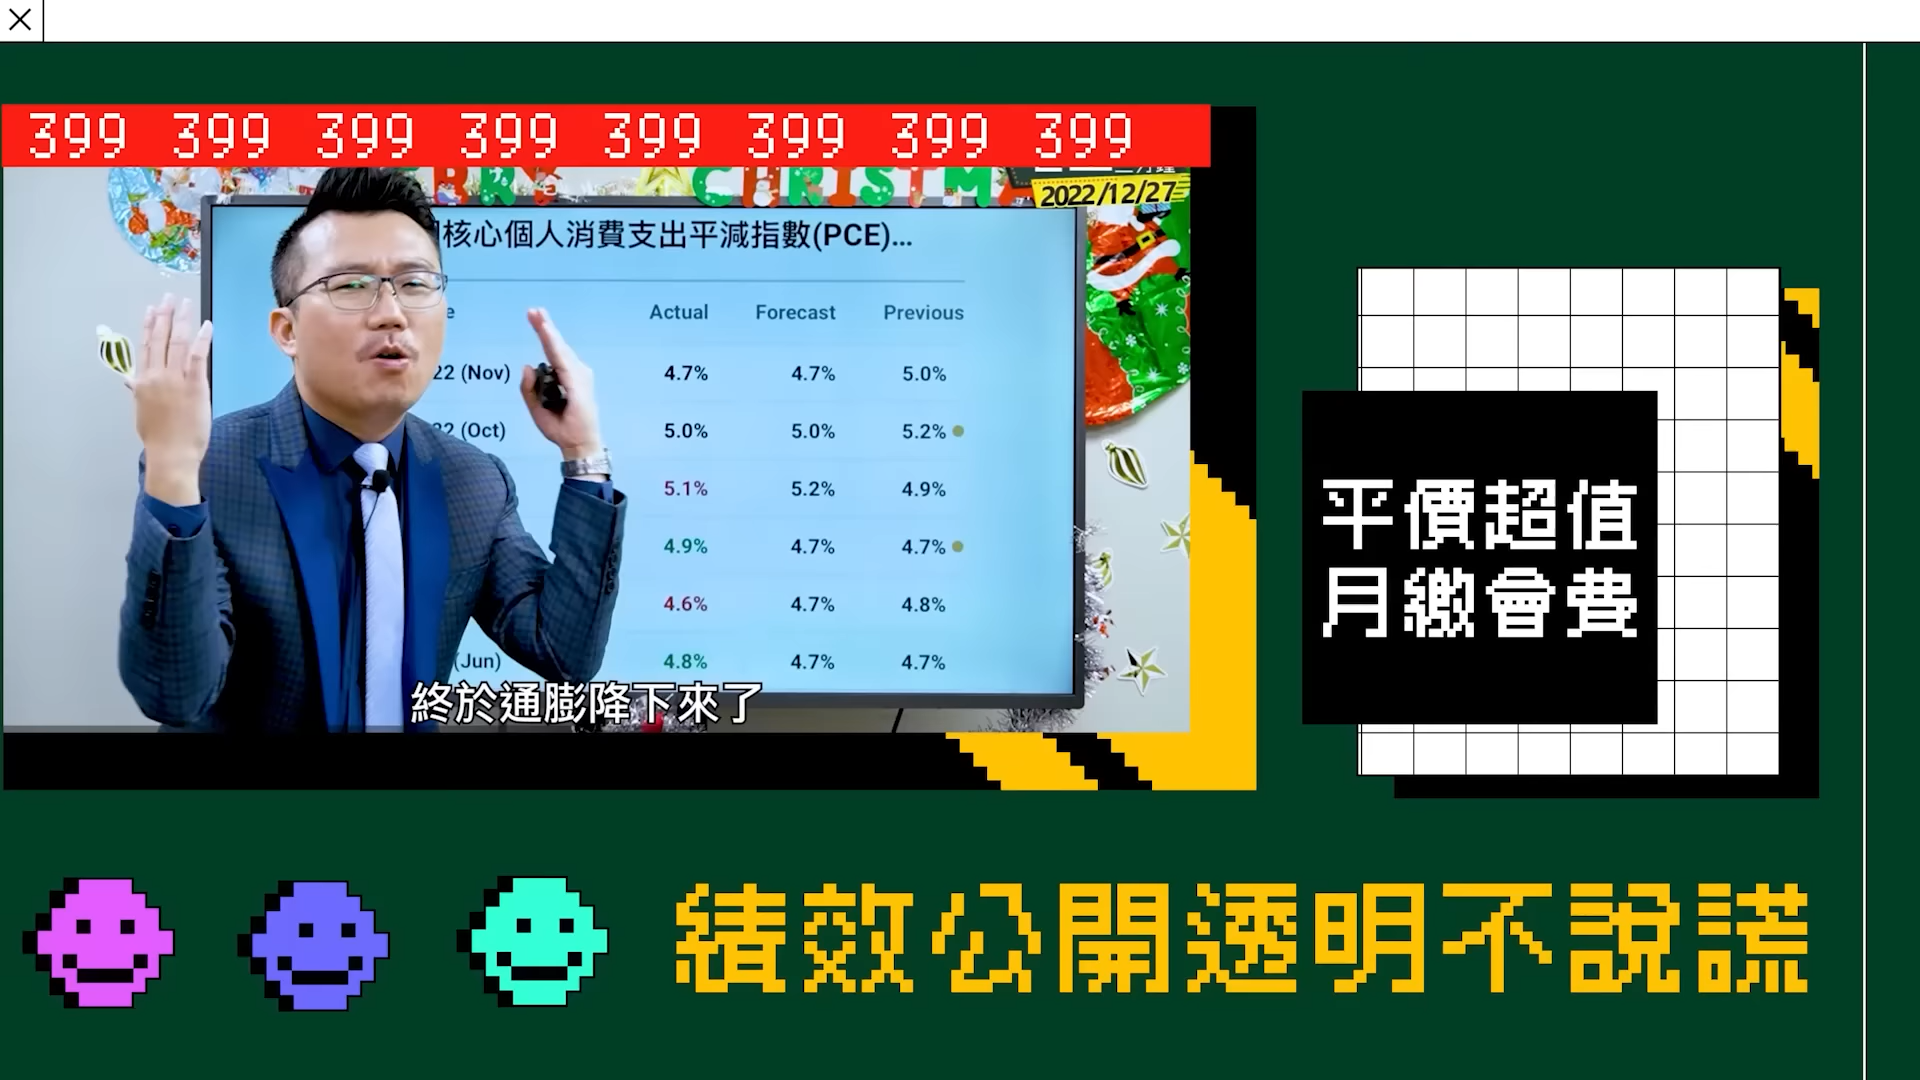 399 399 399 399 399 399 399 399
CHRISTMA
2022/12/27
核心個人消費支出平減指數(PCE)...
Actual Forecast Previous
22 (Nov) 4.7% 4.7% 5.0%
22 (Oct) 5.0% 5.0% 5.2%
5.1% 5.2% 4.9%
4.9% 4.7% 4.7%
4.6% 4.7% 4.8%
(Jun) 4.8% 4.7% 4.7%
終於通膨降下來了
平價超值
月繳會費
績效公開透明不說謊